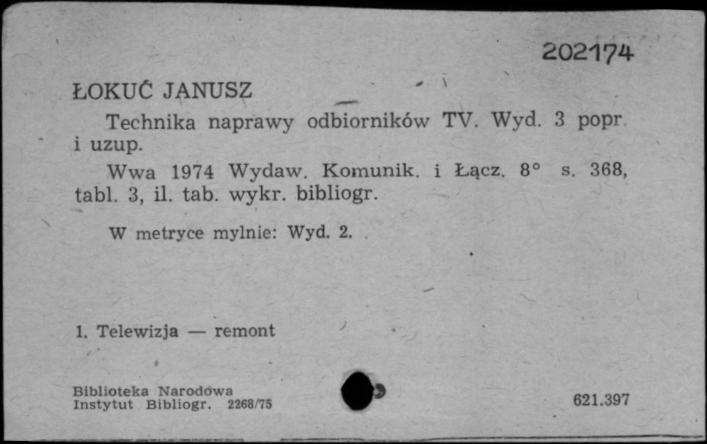 202174
ŁOKUĆ JANUSZ
Technika naprawy odbiorników TV. Wyd. 3 popr.
i uzup.
Wwa 1974 Wydaw. Komunik. i Łącz. 8° s. 368,
tabl. 3, il. tab. wykr. bibliogr.
W metryce mylnie: Wyd. 2.
1. Telewizja — remont
Biblioteka Narodowa
Instytut Bibliogr. 2268/75
621.397